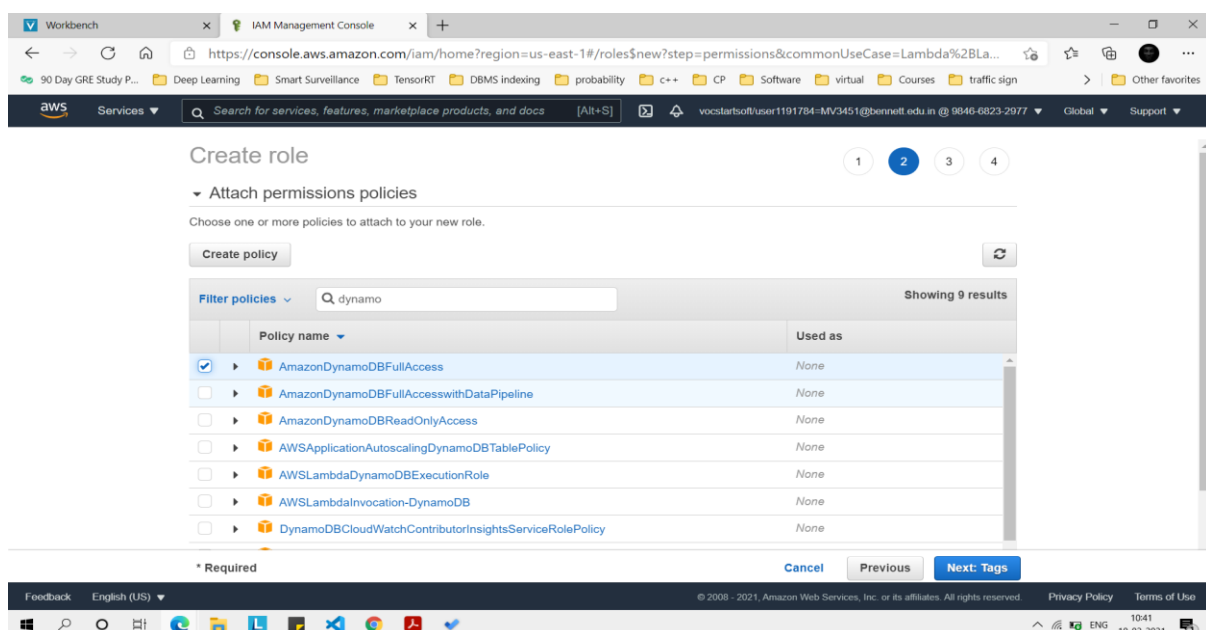 Workbench
IAM Management Console
https://console.aws.amazon.com/iam/home?region=us-east-1#/roles$new?step=permissions&commonUseCase=Lambda%2BLa...
90 Day GRE Study P... Deep Learning Smart Surveillance TensorRT DBMS indexing probability c++ CP Software virtual Courses traffic sign Other favorites
aws Services Search for services, features, marketplace products, and docs [Alt+S] vocstartsoft/user1191784=MV3451@bennett.edu.in @ 9846-6823-2977 Global Support
Create role
1 2 3 4
Attach permissions policies
Choose one or more policies to attach to your new role.
Create policy
Filter policies dynamo Showing 9 results
Policy name Used as
AmazonDynamoDBFullAccess None
AmazonDynamoDBFullAccesswithDataPipeline None
AmazonDynamoDBReadOnlyAccess None
AWSApplicationAutoscalingDynamoDBTablePolicy None
AWSLambdaDynamoDBExecutionRole None
AWSLambdaInvocation-DynamoDB None
DynamoDBCloudWatchContributorInsightsServiceRolePolicy None
* Required Cancel Previous Next: Tags
Feedback English (US) © 2008 - 2021, Amazon Web Services, Inc. or its affiliates. All rights reserved. Privacy Policy Terms of Use
ENG 10:41